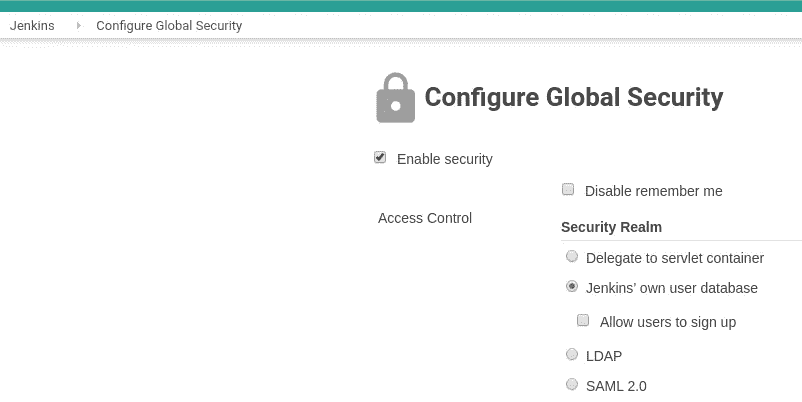 Jenkins Configure Global Security
Configure Global Security
Enable security
Disable remember me
Access Control
Security Realm
Delegate to servlet container
Jenkins’ own user database
Allow users to sign up
LDAP
SAML 2.0